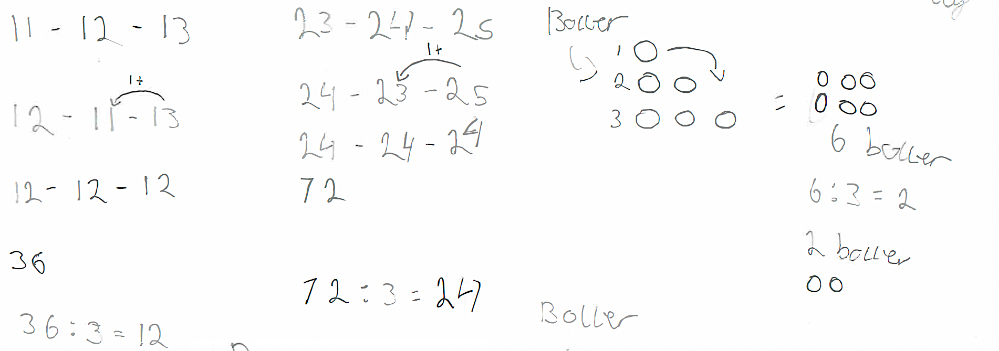 11 - 12 - 13
1+
12 - 11 - 13
12 - 12 - 12
36
36 : 3 = 12
23 - 24 - 25
1+
24 - 23 - 25
24 - 24 - 24
72
72 : 3 = 24
Boller
1
2
3
=
6 boller
6 : 3 = 2
2 boller
Boller